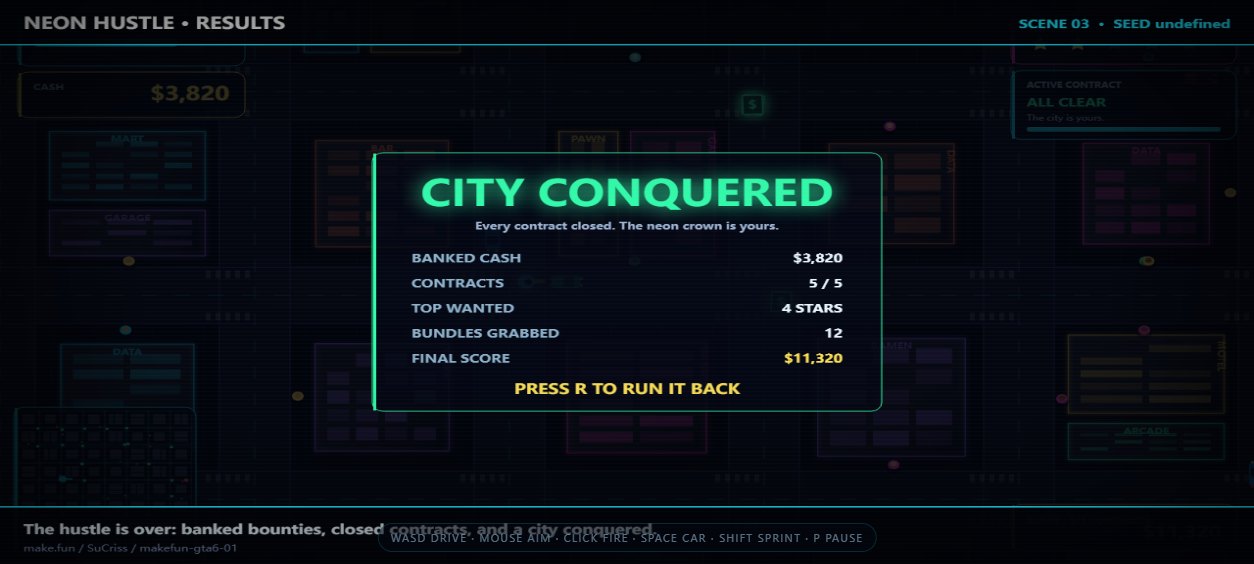 NEON HUSTLE • RESULTS
SCENE 03 • SEED undefined
CASH $3,820
ACTIVE CONTRACT
ALL CLEAR
The city is yours.
MART
BAR
PAWN
DATA
DATA
GARAGE
CITY CONQUERED
Every contract closed. The neon crown is yours.
BANKED CASH $3,820
CONTRACTS 5 / 5
TOP WANTED 4 STARS
BUNDLES GRABBED 12
FINAL SCORE $11,320
PRESS R TO RUN IT BACK
DATA
MOTEL
ARCADE
The hustle is over: banked bounties, closed contracts, and a city conquered.
make.fun / SuCriss / makefun-gta6-01
WASD DRIVE · MOUSE AIM · CLICK FIRE · SPACE CAR · SHIFT SPRINT · P PAUSE
$11,320